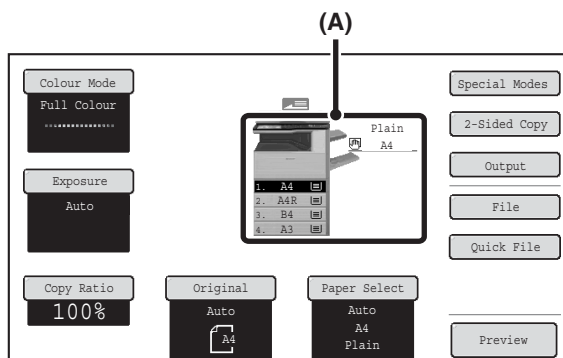 (A)
Colour Mode
Full Colour
Exposure
Auto
Copy Ratio
100%
Original
Auto
A4
Paper Select
Auto
A4
Plain
Plain
A4
1. A4
2. A4R
3. B4
4. A3
Special Modes
2-Sided Copy
Output
File
Quick File
Preview